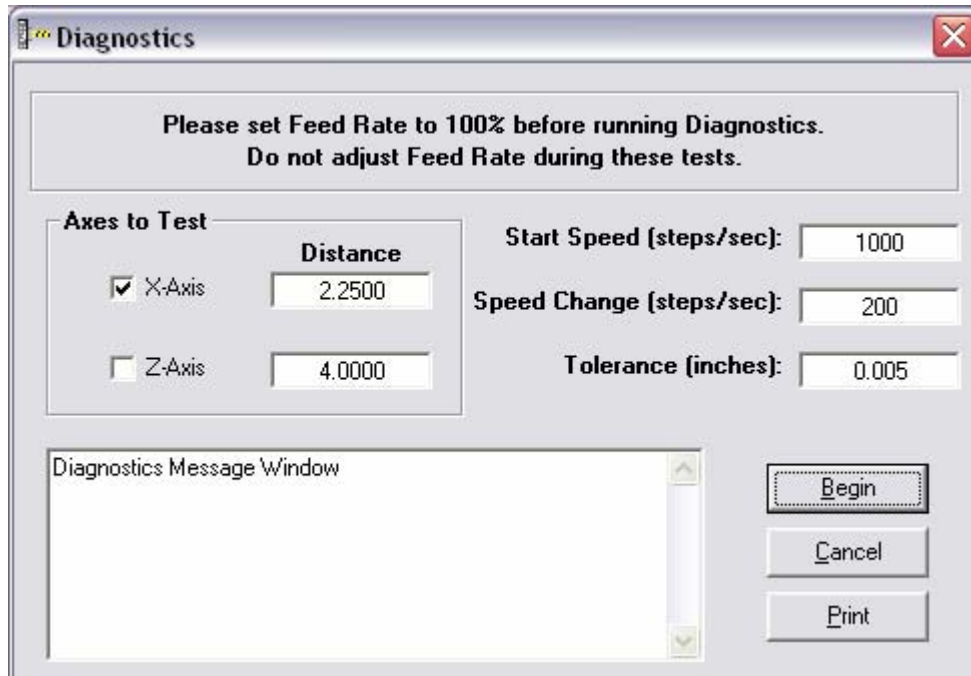 Diagnostics
Please set Feed Rate to 100% before running Diagnostics.
Do not adjust Feed Rate during these tests.
Axes to Test
Distance
X-Axis 2.2500
Z-Axis 4.0000
Start Speed (steps/sec): 1000
Speed Change (steps/sec): 200
Tolerance (inches): 0.005
Diagnostics Message Window
Begin
Cancel
Print